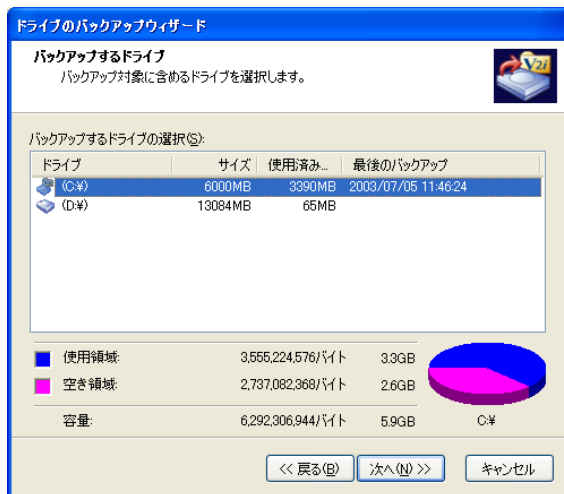 ドライブのバックアップウィザード
バックアップするドライブ
バックアップ対象に含めるドライブを選択します。
V2i
バックアップするドライブの選択(S):
ドライブ サイズ 使用済み... 最後のバックアップ
(C:¥) 6000MB 3390MB 2003/07/05 11:46:24
(D:¥) 13084MB 65MB
使用領域: 3,555,224,576バイト 3.3GB
空き領域: 2,737,082,368バイト 2.6GB
容量: 6,292,306,944バイト 5.9GB C:¥
<< 戻る(B) 次へ(N) >> キャンセル